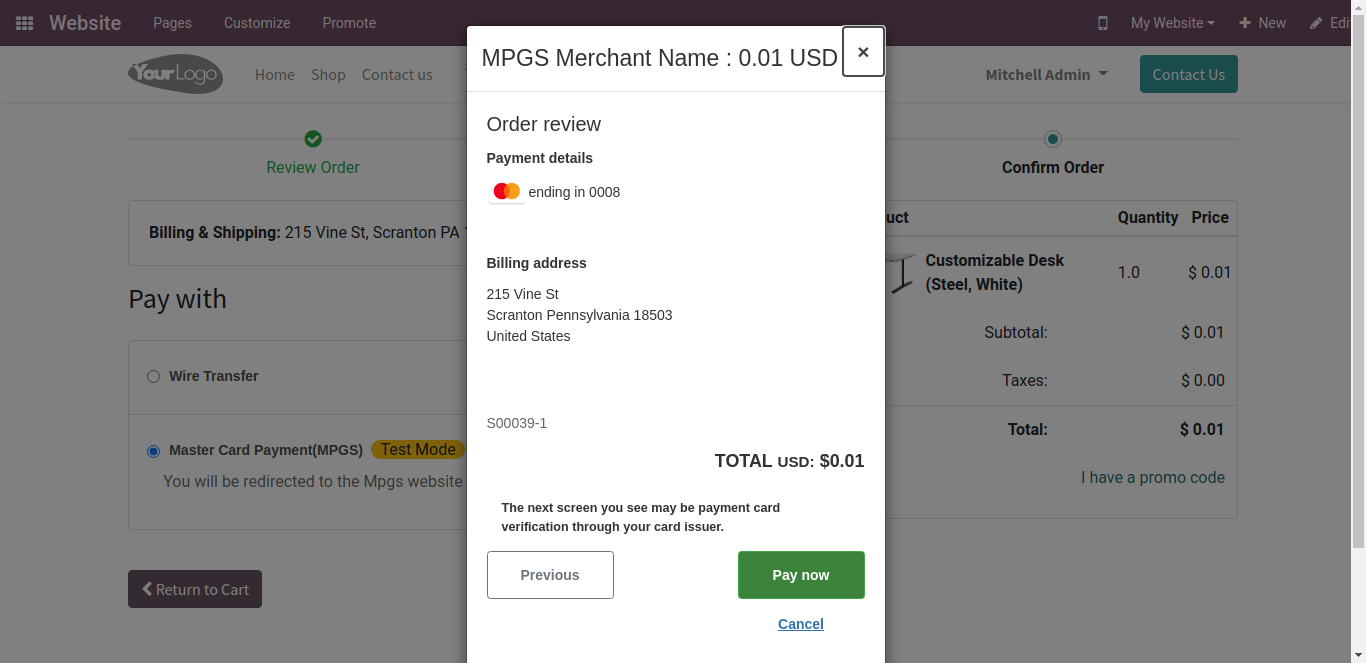 Website
Pages
Customize
Promote
My Website
New
YourLogo
Home
Shop
Contact us
Mitchell Admin
Contact Us
Review Order
Confirm Order
Billing & Shipping: 215 Vine St, Scranton PA
Pay with
Wire Transfer
Master Card Payment(MPGS) Test Mode
You will be redirected to the Mpgs website
Return to Cart
MPGS Merchant Name : 0.01 USD ×
Order review
Payment details
ending in 0008
Billing address
215 Vine St
Scranton Pennsylvania 18503
United States
S00039-1
TOTAL USD: $0.01
The next screen you see may be payment card
verification through your card issuer.
Previous
Pay now
Cancel
Quantity Price
Customizable Desk
(Steel, White)
1.0 $ 0.01
Subtotal: $ 0.01
Taxes: $ 0.00
Total: $ 0.01
I have a promo code